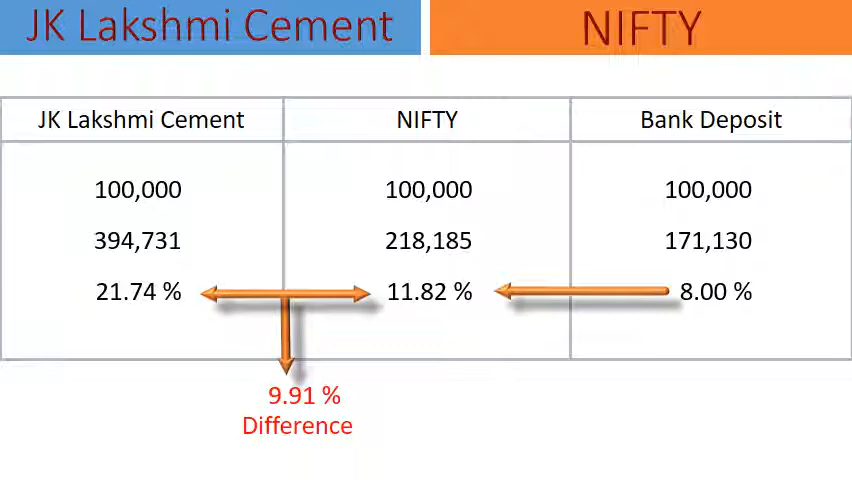 JK Lakshmi Cement NIFTY
JK Lakshmi Cement NIFTY Bank Deposit
100,000 100,000 100,000
394,731 218,185 171,130
21.74 % 11.82 % 8.00 %
9.91 %
Difference